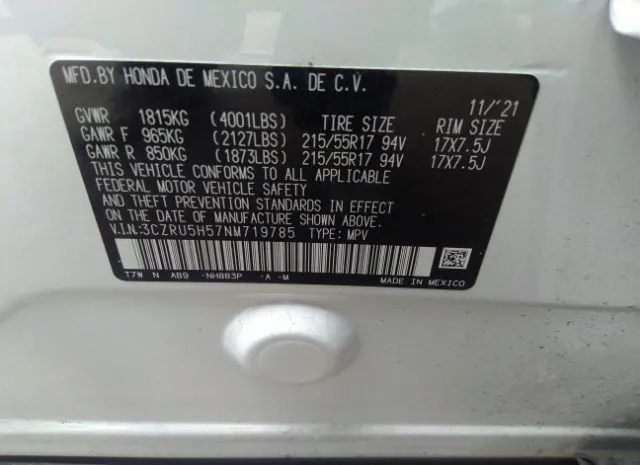 MFD.BY HONDA DE MEXICO S.A. DE C.V.
11/'21
GVWR 1815KG (4001LBS) TIRE SIZE RIM SIZE
GAWR F 965KG (2127LBS) 215/55R17 94V 17X7.5J
GAWR R 850KG (1873LBS) 215/55R17 94V 17X7.5J
THIS VEHICLE CONFORMS TO ALL APPLICABLE
FEDERAL MOTOR VEHICLE SAFETY
AND THEFT PREVENTION STANDARDS IN
EFFECT ON THE DATE OF MANUFACTURE SHOWN ABOVE.
V.I.N:3CZRU5H57NM719785 TYPE: MPV
T7W N AB9 -NH883P -A -M
MADE IN MEXICO